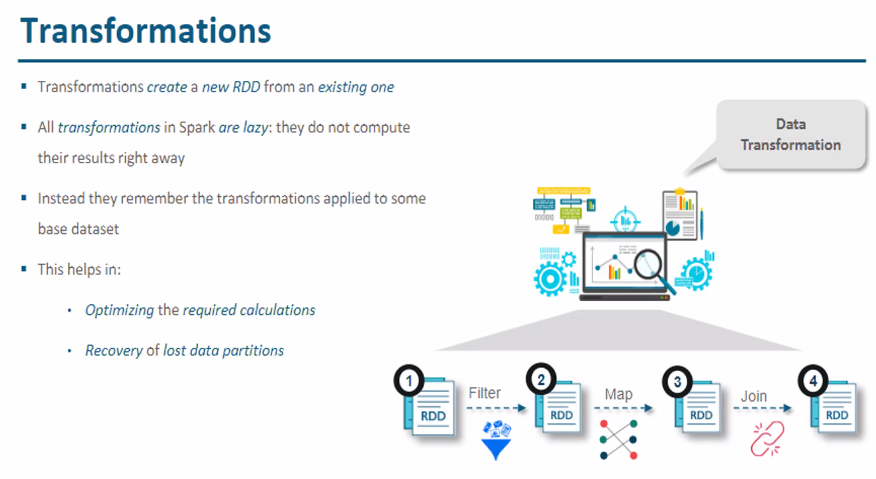 Transformations
Transformations create a new RDD from an existing one
All transformations in Spark are lazy: they do not compute
their results right away
Instead they remember the transformations applied to some
base dataset
This helps in:
Optimizing the required calculations
Recovery of lost data partitions
Data
Transformation
1
RDD
Filter
2
RDD
Map
3
RDD
Join
4
RDD